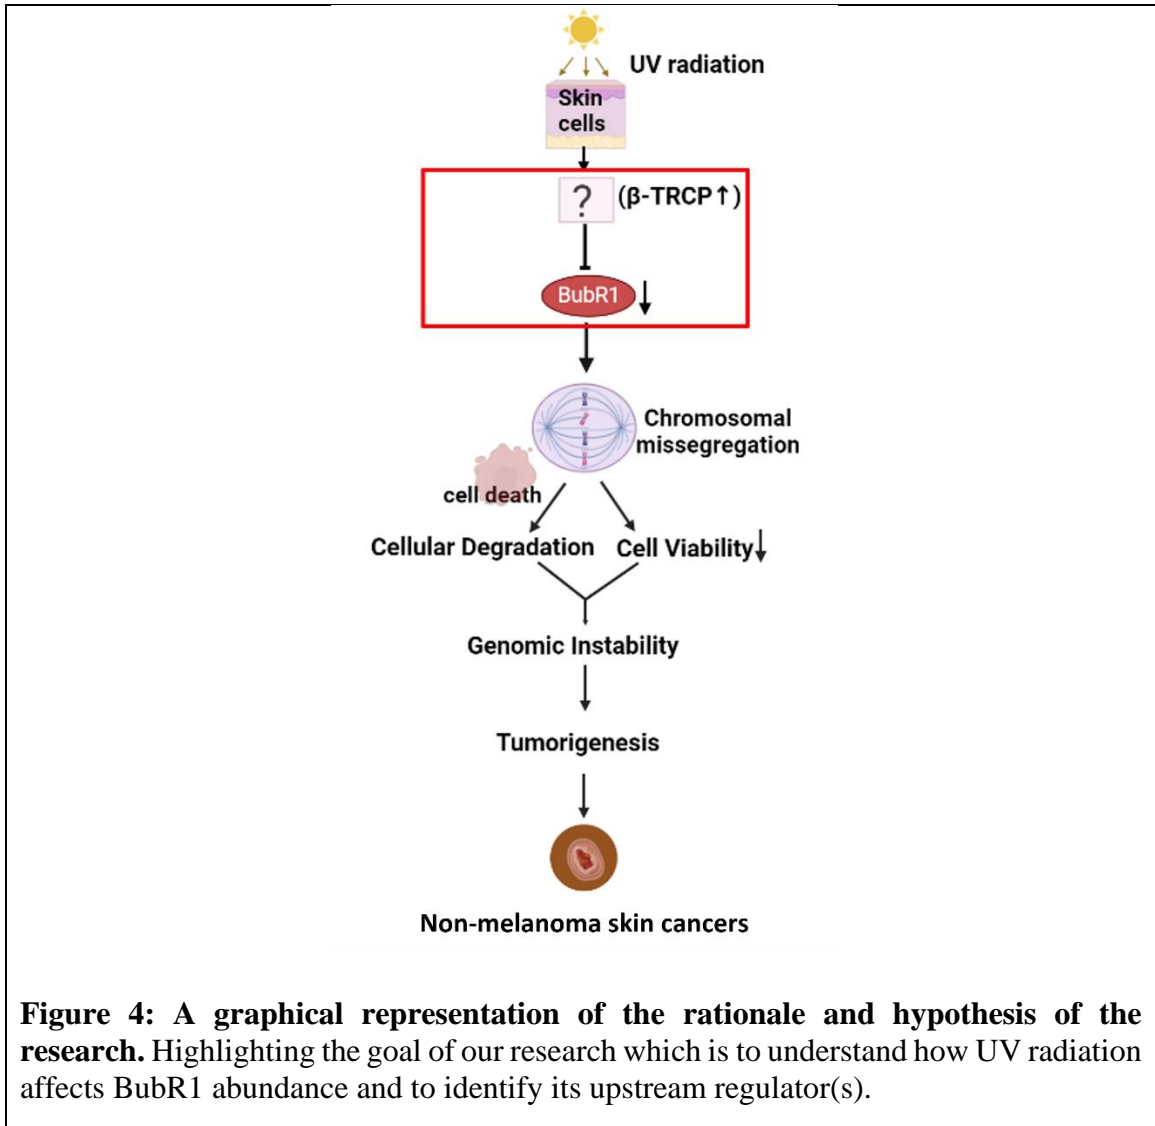 UV radiation
Skin
cells
? (β-TRCP↑)
BubR1 ↓
Chromosomal
missegregation
cell death
Cellular Degradation Cell Viability↓
Genomic Instability
Tumorigenesis
Non-melanoma skin cancers
Figure 4: A graphical representation of the rationale and hypothesis of the
research. Highlighting the goal of our research which is to understand how UV radiation
affects BubR1 abundance and to identify its upstream regulator(s).